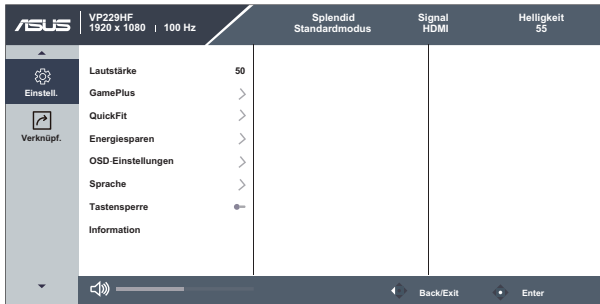 ASUS
VP229HF
1920 x 1080 | 100 Hz
Splendid
Standardmodus
Signal
HDMI
Helligkeit
55
Einstell.
Verknüpf.
Lautstärke 50
GamePlus
QuickFit
Energiesparen
OSD-Einstellungen
Sprache
Tastensperre
Information
Back/Exit
Enter